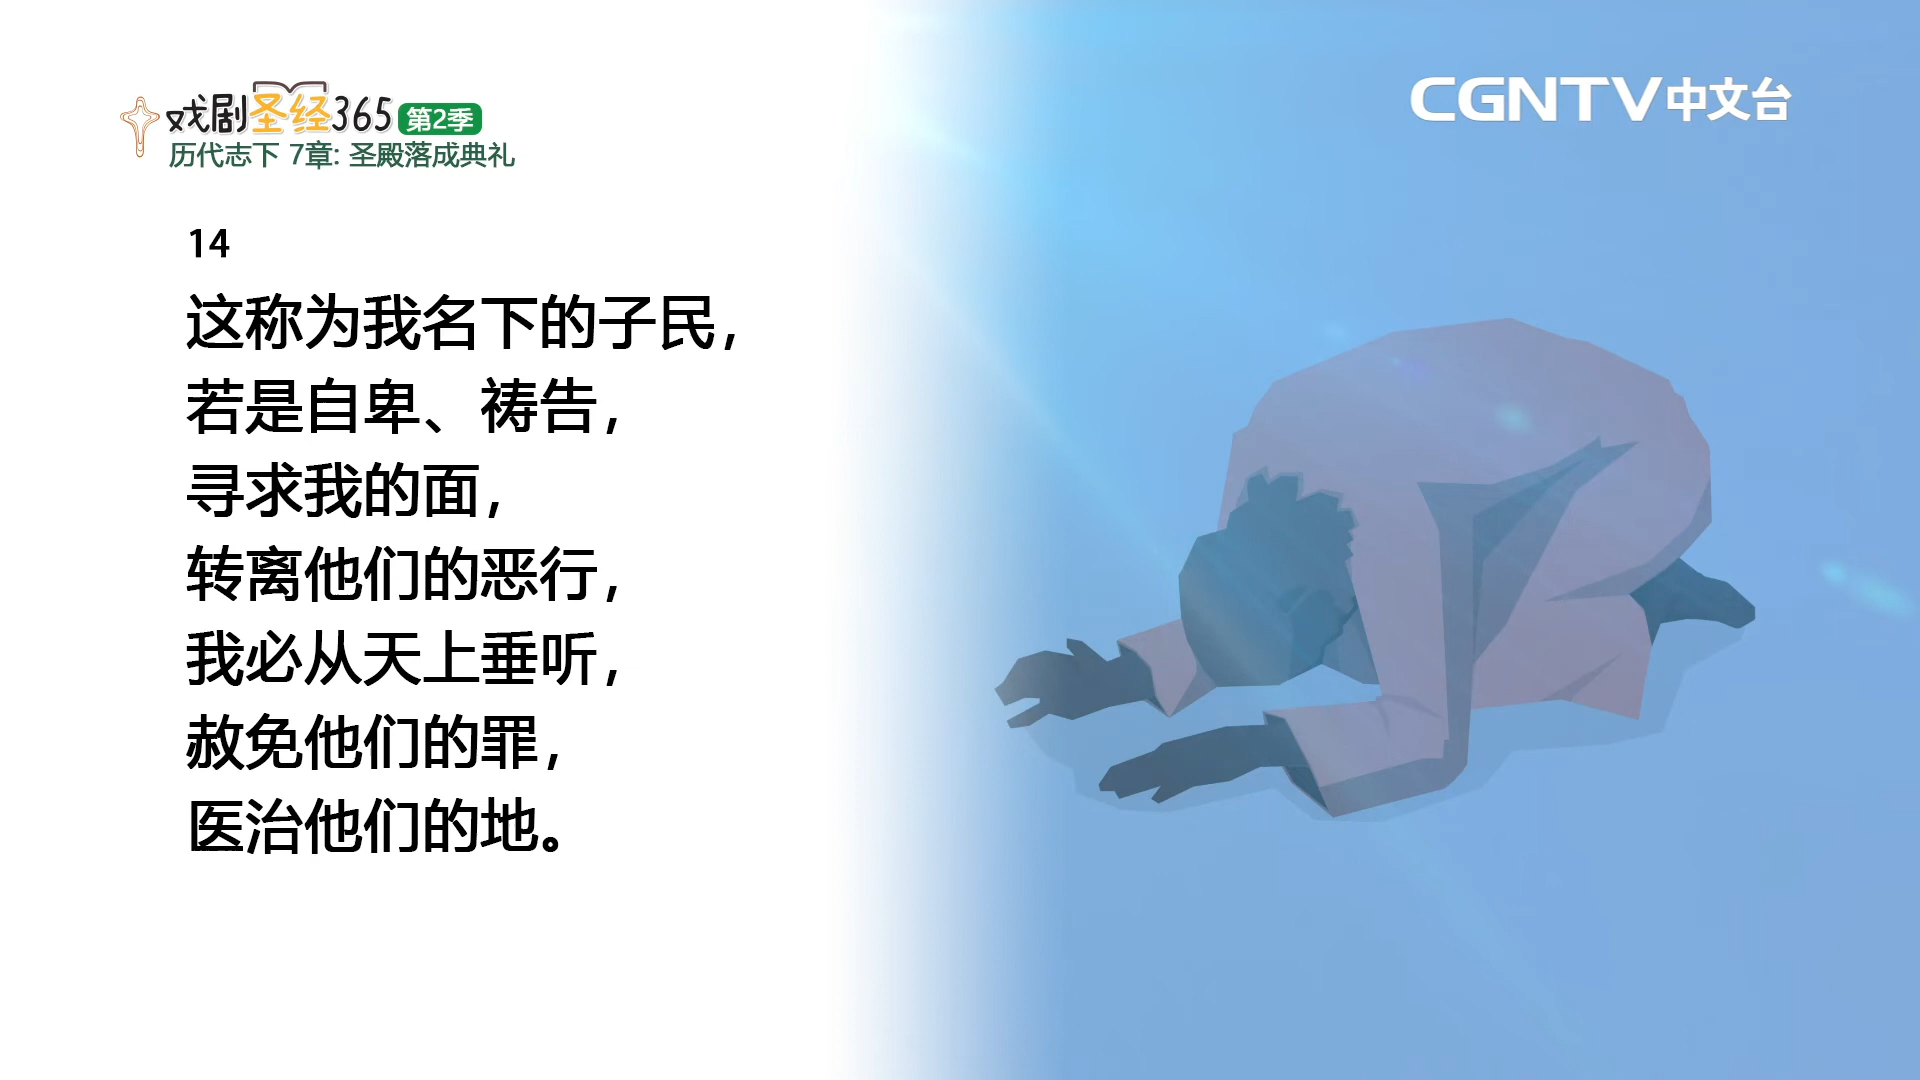 戏剧圣经365 第2季
历代志下 7章: 圣殿落成典礼
CGNTV中文台
14
这称为我名下的子民，
若是自卑、祷告，
寻求我的面，
转离他们的恶行，
我必从天上垂听，
赦免他们的罪，
医治他们的地。